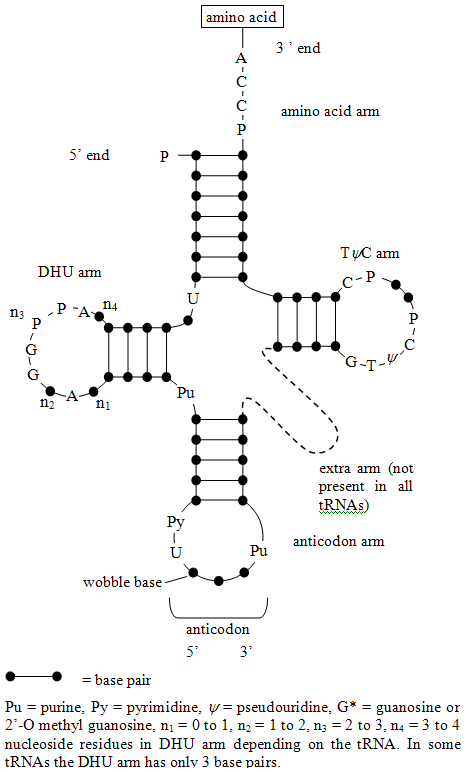 amino acid
3 ' end
A
C
C
P
amino acid arm
5' end
P
TψC arm
DHU arm
C
P
U
n3
P
P
A
n4
P
C
G
G
ψ
T
G
n2
A
n1
Pu
extra arm (not
present in all
tRNAs)
Py
U
Pu
anticodon arm
wobble base
anticodon
5'
3'
= base pair
Pu = purine, Py = pyrimidine, ψ = pseudouridine, G* = guanosine or
2'-O methyl guanosine, n1 = 0 to 1, n2 = 1 to 2, n3 = 2 to 3, n4 = 3 to 4
nucleoside residues in DHU arm depending on the tRNA. In some
tRNAs the DHU arm has only 3 base pairs.